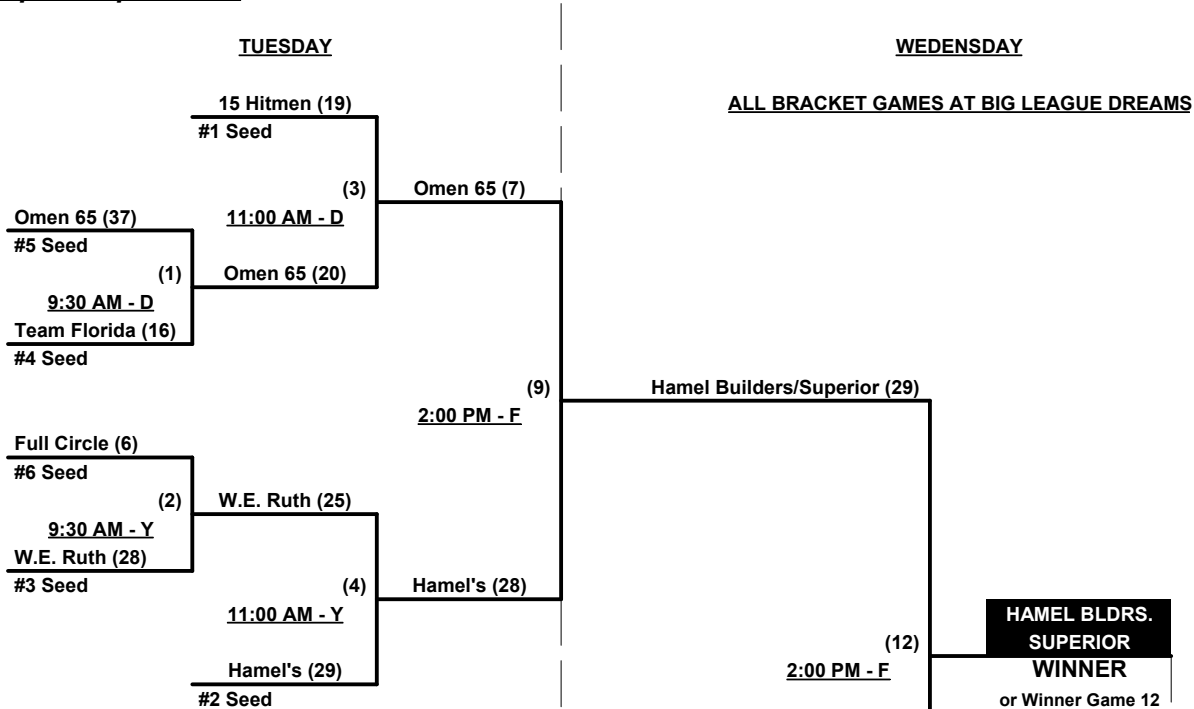 TUESDAY
WEDENSDAY
15 Hitmen (19)
ALL BRACKET GAMES AT BIG LEAGUE DREAMS
#1 Seed
(3)
Omen 65 (7)
Omen 65 (37)
11:00 AM - D
#5 Seed
(1)
Omen 65 (20)
9:30 AM - D
Team Florida (16)
#4 Seed
(9)
Hamel Builders/Superior (29)
2:00 PM - F
Full Circle (6)
#6 Seed
(2)
W.E. Ruth (25)
9:30 AM - Y
W.E. Ruth (28)
#3 Seed
(4)
Hamel's (28)
11:00 AM - Y
HAMEL BLDRS.
SUPERIOR
(12)
Hamel's (29)
2:00 PM - F
WINNER
#2 Seed
or Winner Game 12